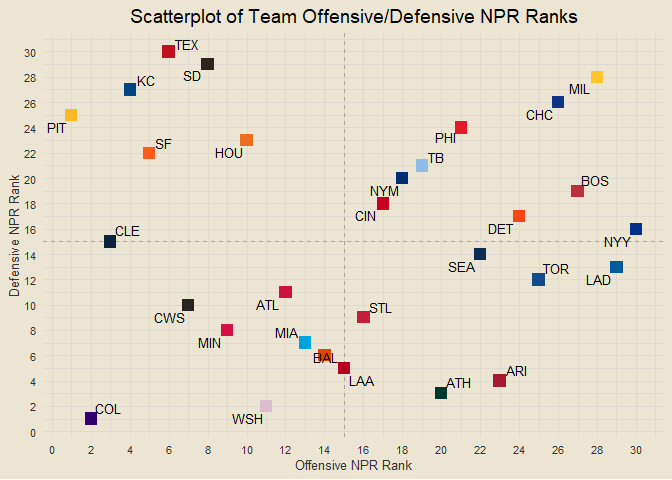 Scatterplot of Team Offensive/Defensive NPR Ranks
Defensive NPR Rank
30
28
26
24
22
20
18
16
14
12
10
8
6
4
2
0
TEX
SD
KC
MIL
CHC
PIT
PHI
SF
HOU
TB
NYM
BOS
CIN
DET
CLE
NYY
SEA
TOR
LAD
ATL
CWS
STL
MIN
MIA
BAL
LAA
ARI
ATH
COL
WSH
0 2 4 6 8 10 12 14 16 18 20 22 24 26 28 30
Offensive NPR Rank